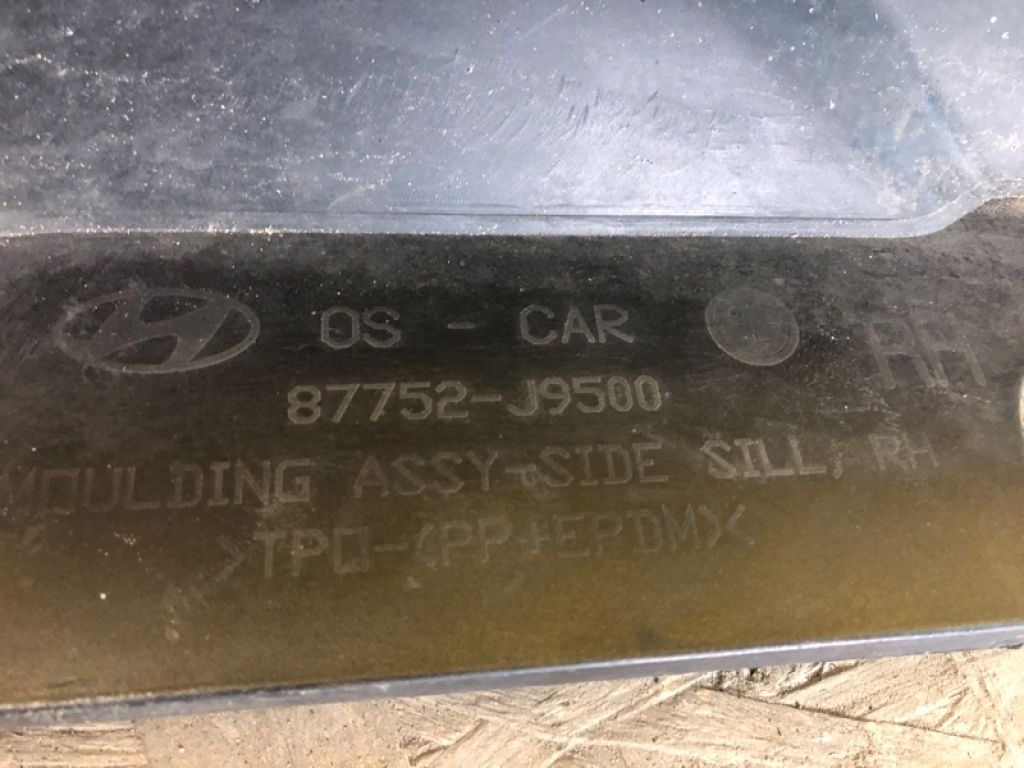 OS - CAR
RH
87752-J9500
MOULDING ASSY-SIDE SILL, RH
>TPO-(PP+EPDM)<